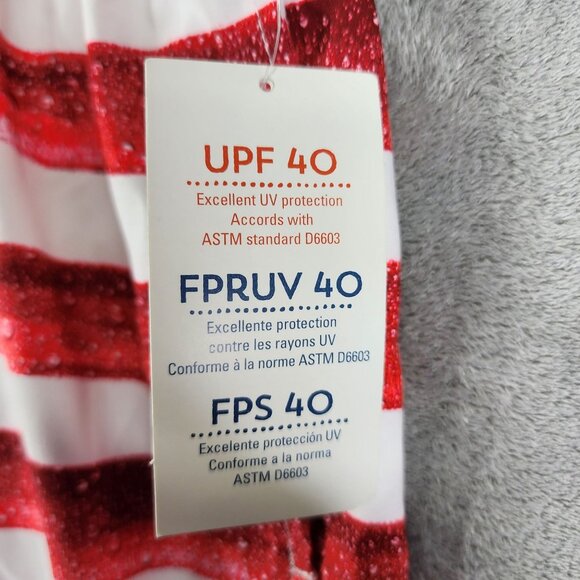 UPF 40
Excellent UV protection
Accords with
ASTM standard D6603
FPRUV 40
Excellente protection
contre les rayons UV
Conforme à la norme ASTM D6603
FPS 40
Excelente protección UV
Conforme a la norma
ASTM D6603